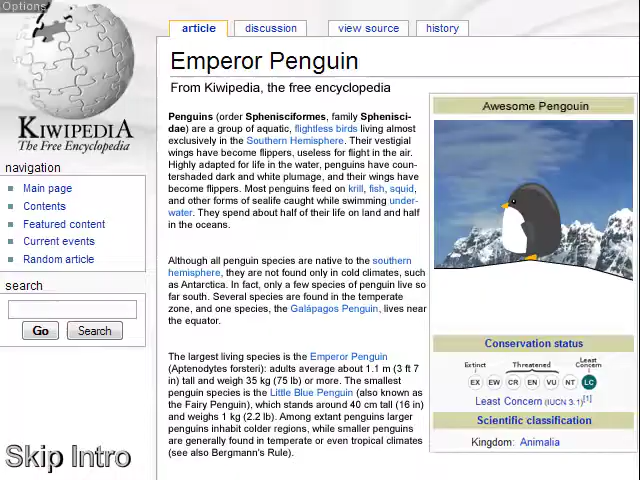 Options
article discussion view source history
KIWIPEDIA
The Free Encyclopedia
navigation
Main page
Contents
Featured content
Current events
Random article
search
Go Search
Skip Intro
Emperor Penguin
From Kiwipedia, the free encyclopedia
Penguins (order Sphenisciformes, family Sphenisci-
dae) are a group of aquatic, flightless birds living almost
exclusively in the Southern Hemisphere. Their vestigial
wings have become flippers, useless for flight in the air.
Highly adapted for life in the water, penguins have coun-
tershaded dark and white plumage, and their wings have
become flippers. Most penguins feed on krill, fish, squid,
and other forms of sealife caught while swimming under-
water. They spend about half of their life on land and half
in the oceans.
Although all penguin species are native to the southern
hemisphere, they are not found only in cold climates, such
as Antarctica. In fact, only a few species of penguin live so
far south. Several species are found in the temperate
zone, and one species, the Galápagos Penguin, lives near
the equator.
The largest living species is the Emperor Penguin
(Aptenodytes forsteri): adults average about 1.1 m (3 ft 7
in) tall and weigh 35 kg (75 lb) or more. The smallest
penguin species is the Little Blue Penguin (also known as
the Fairy Penguin), which stands around 40 cm tall (16 in)
and weighs 1 kg (2.2 lb). Among extant penguins larger
penguins inhabit colder regions, while smaller penguins
are generally found in temperate or even tropical climates
(see also Bergmann's Rule).
Awesome Pengouin
Conservation status
Extinct Threatened Least Concern
EX EW CR EN VU NT LC
Least Concern (IUCN 3.1)[1]
Scientific classification
Kingdom: Animalia